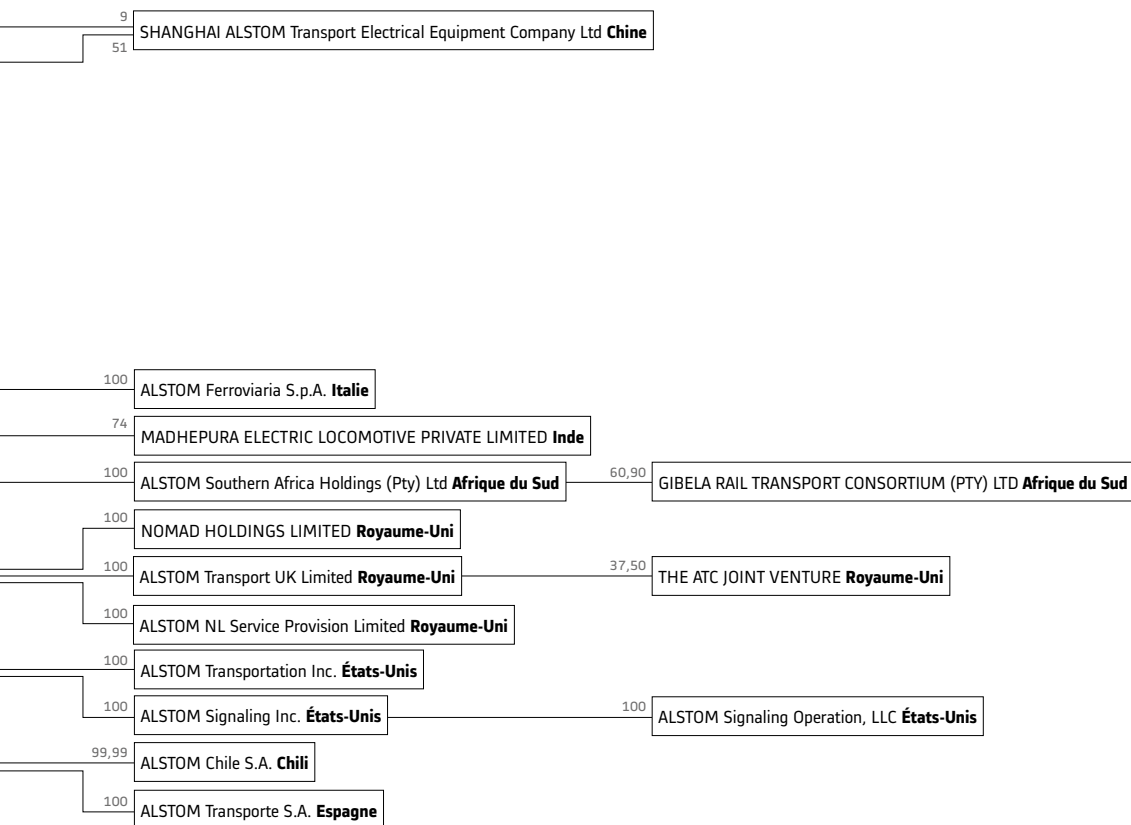 9
SHANGHAI ALSTOM Transport Electrical Equipment Company Ltd Chine
51
100
ALSTOM Ferroviaria S.p.A. Italie
74
MADHEPURA ELECTRIC LOCOMOTIVE PRIVATE LIMITED Inde
100
ALSTOM Southern Africa Holdings (Pty) Ltd Afrique du Sud
60,90
GIBELA RAIL TRANSPORT CONSORTIUM (PTY) LTD Afrique du Sud
100
NOMAD HOLDINGS LIMITED Royaume-Uni
100
ALSTOM Transport UK Limited Royaume-Uni
37,50
THE ATC JOINT VENTURE Royaume-Uni
100
ALSTOM NL Service Provision Limited Royaume-Uni
100
ALSTOM Transportation Inc. États-Unis
100
ALSTOM Signaling Inc. États-Unis
100
ALSTOM Signaling Operation, LLC États-Unis
99,99
ALSTOM Chile S.A. Chili
100
ALSTOM Transporte S.A. Espagne